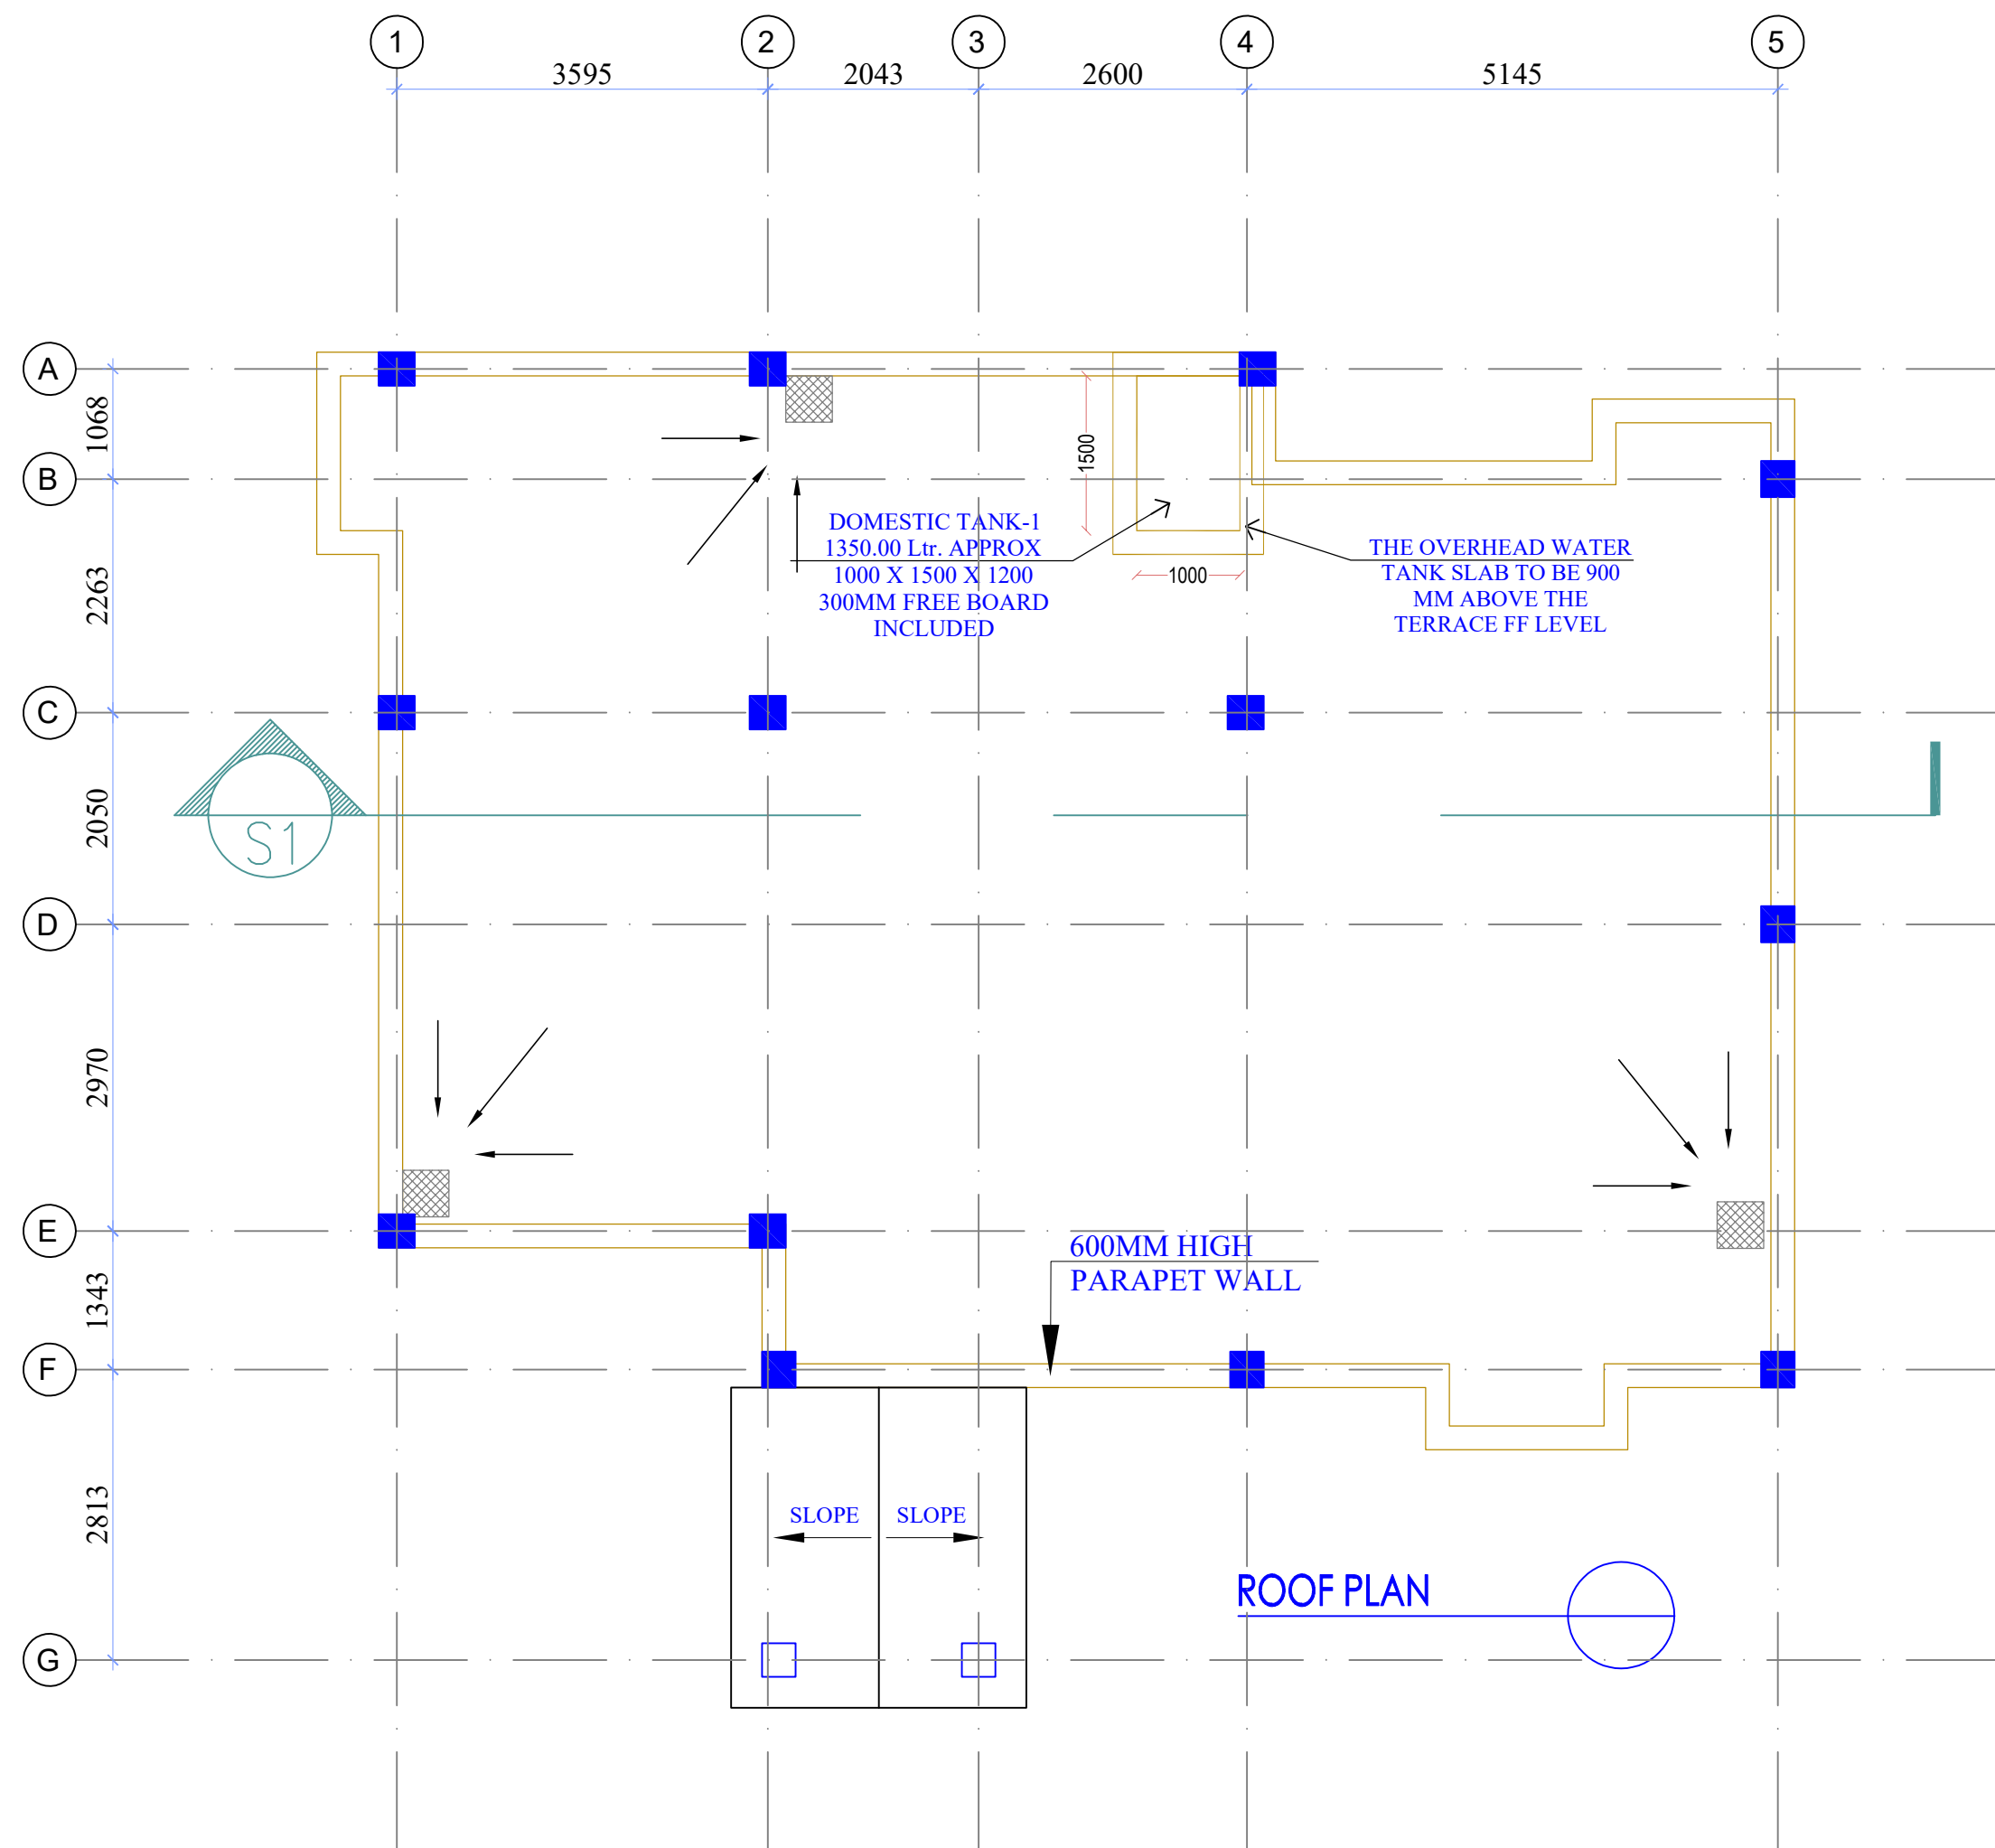 1
2
3
4
5
3595
2043
2600
5145
A
B
C
D
E
F
G
1068
2263
2050
2970
1343
2813
1500
1000
DOMESTIC TANK-1
1350.00 Ltr. APPROX
1000 X 1500 X 1200
300MM FREE BOARD
INCLUDED
THE OVERHEAD WATER
TANK SLAB TO BE 900
MM ABOVE THE
TERRACE FF LEVEL
S1
600MM HIGH
PARAPET WALL
SLOPE
SLOPE
ROOF PLAN